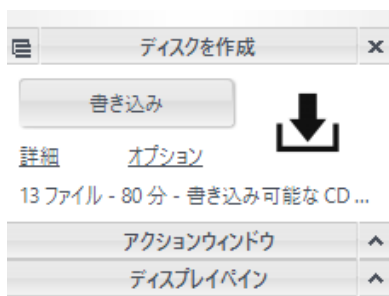 ディスクを作成
書き込み
詳細 オプション
13 ファイル - 80 分 - 書き込み可能な CD ...
アクションウィンドウ
ディスプレイペイン